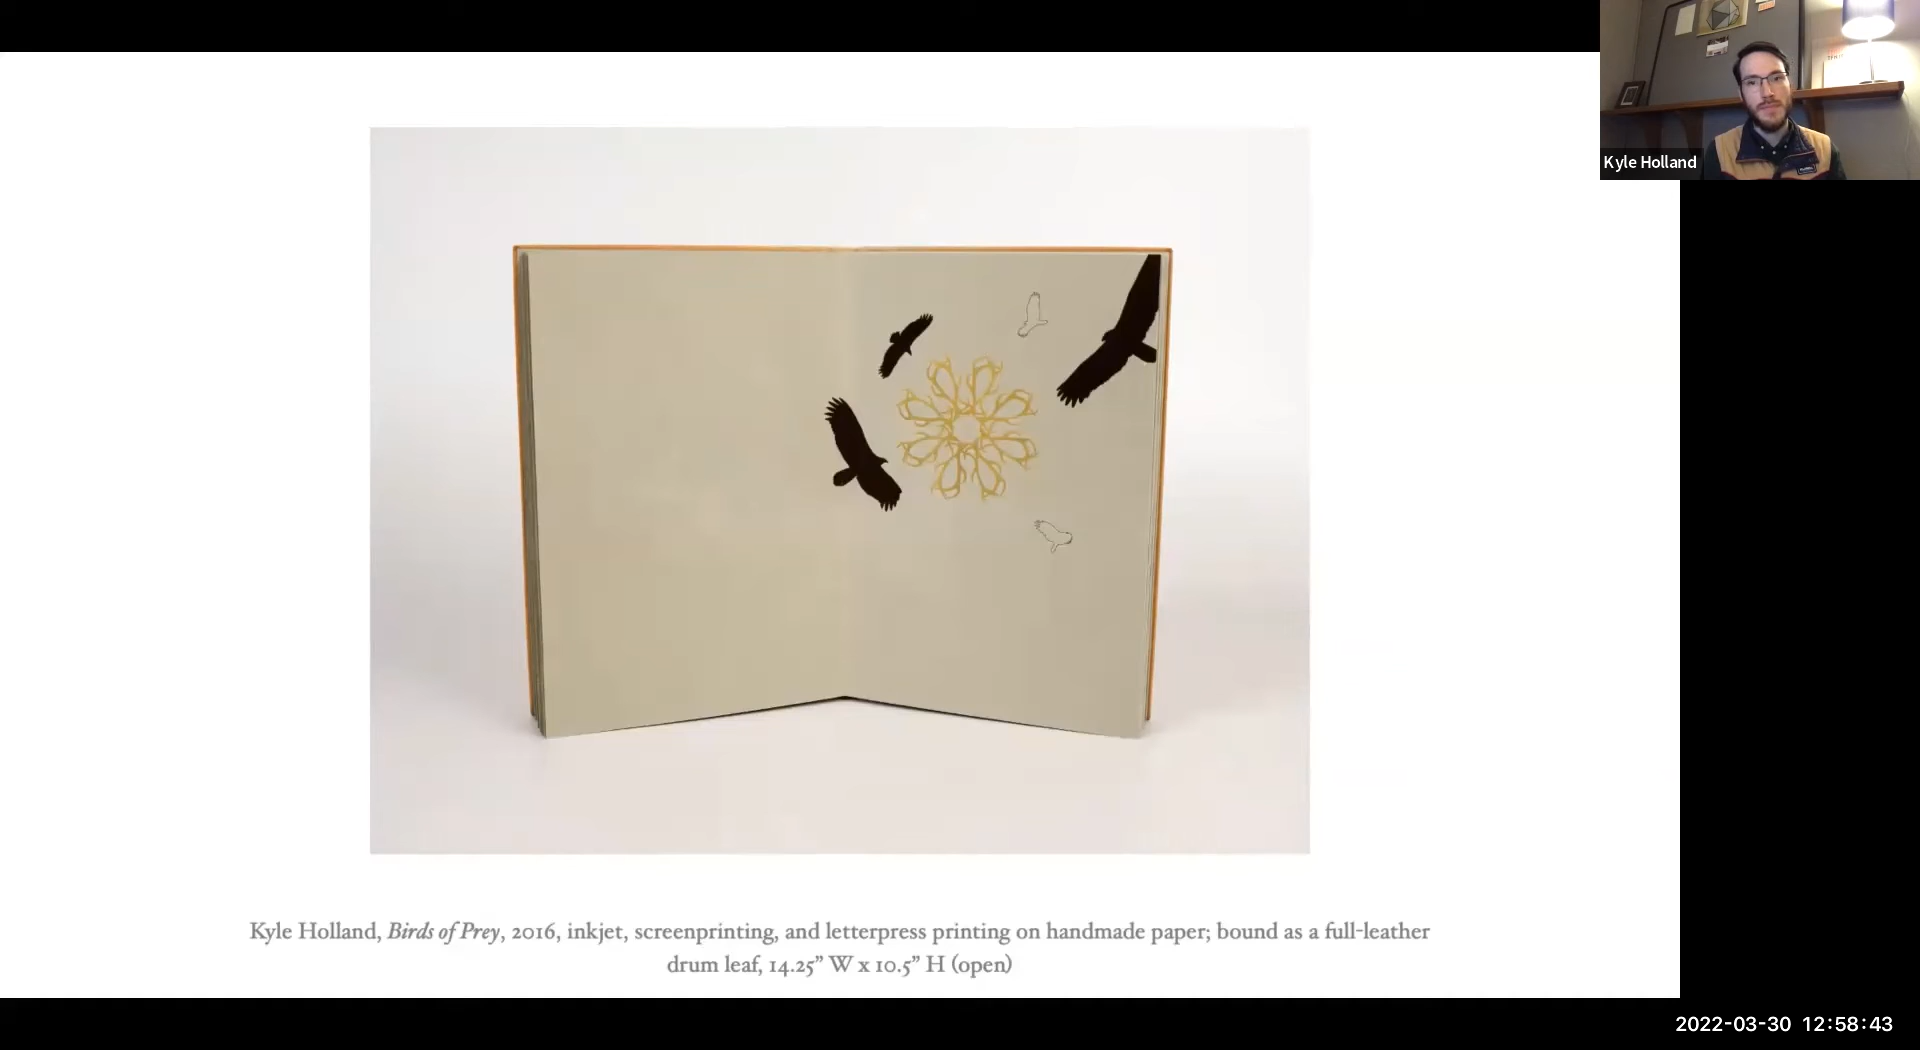 Kyle Holland
Kyle Holland, Birds of Prey, 2016, inkjet, screenprinting, and letterpress printing on handmade paper; bound as a full-leather
drum leaf, 14.25” W x 10.5” H (open)
2022-03-30 12:58:43